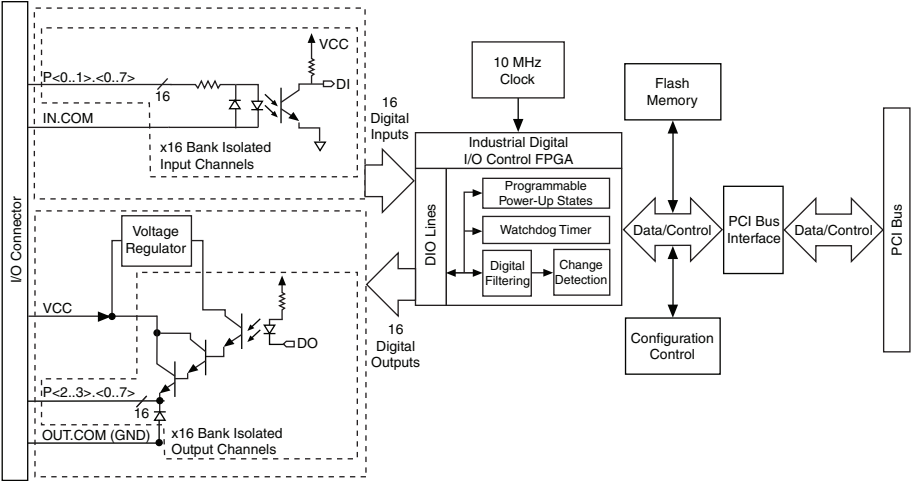 I/O Connector
VCC
P<0..1>.<0..7>
16
DI
IN.COM
x16 Bank Isolated
Input Channels
16
Digital
Inputs
Voltage
Regulator
VCC
DO
P<2..3>.<0..7>
16
OUT.COM (GND)
x16 Bank Isolated
Output Channels
16
Digital
Outputs
10 MHz
Clock
Industrial Digital
I/O Control FPGA
DIO Lines
Programmable
Power-Up States
Watchdog Timer
Digital
Filtering
Change
Detection
Flash
Memory
Data/Control
Configuration
Control
PCI Bus
Interface
Data/Control
PCI Bus